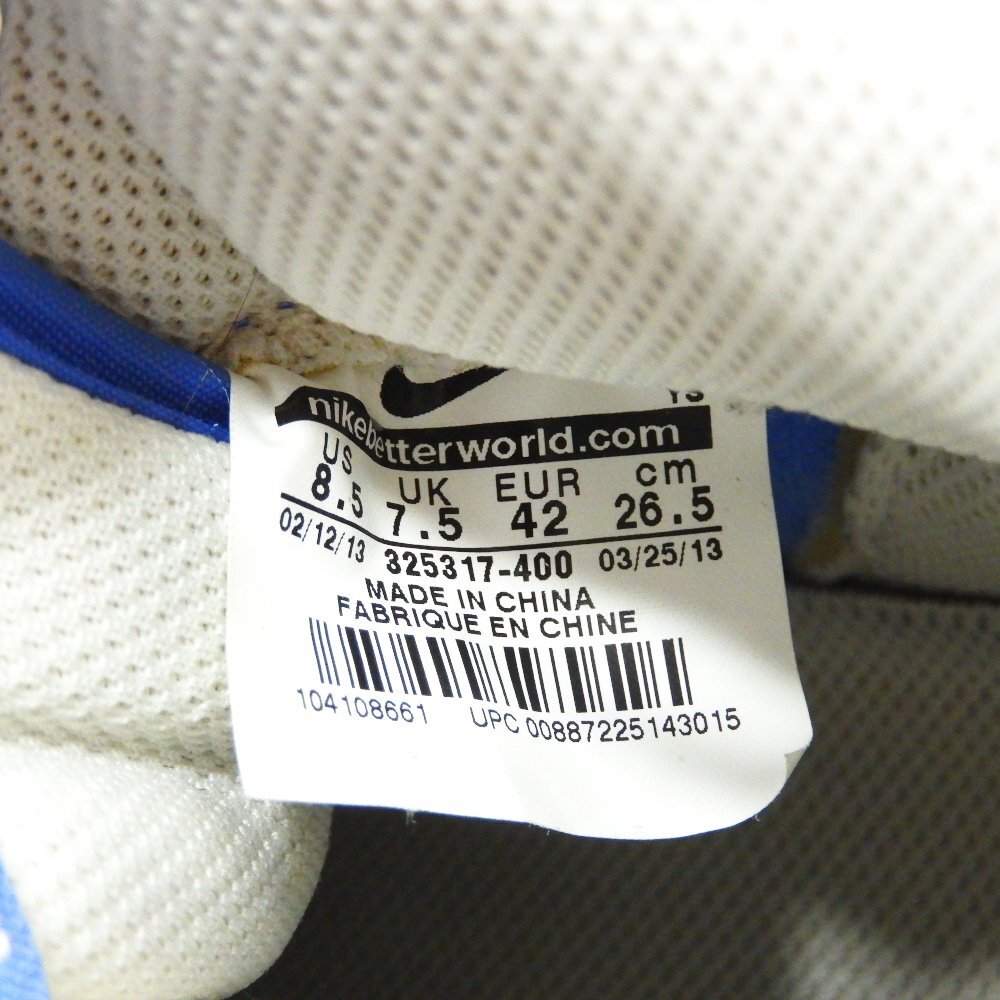 YS
nikebetterworld.com
US UK EUR cm
8.5 7.5 42 26.5
02/12/13 325317-400 03/25/13
MADE IN CHINA
FABRIQUE EN CHINE
104108661 UPC 00887225143015